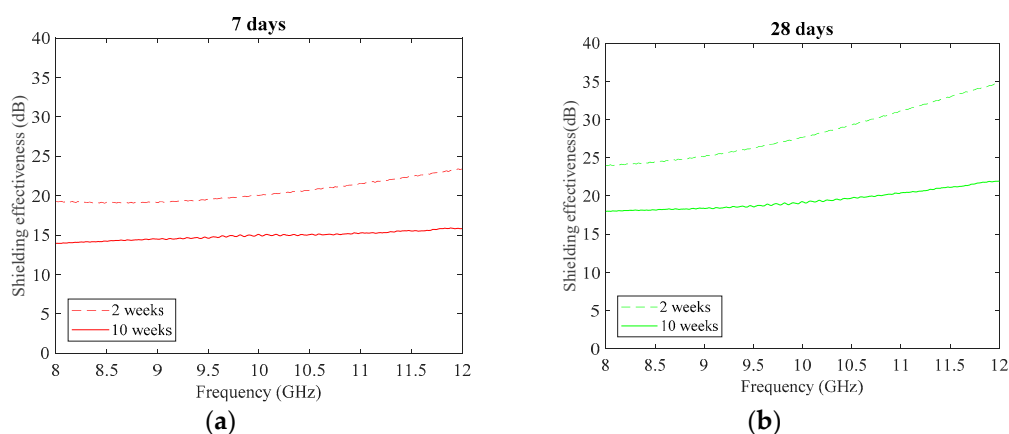 7 days
40
35
30
25
20
15
10
5
0
Shielding effectiveness (dB)
2 weeks
10 weeks
8 8.5 9 9.5 10 10.5 11 11.5 12
Frequency (GHz)
(a)
28 days
40
35
30
25
20
15
10
5
0
Shielding effectiveness(dB)
2 weeks
10 weeks
8 8.5 9 9.5 10 10.5 11 11.5 12
Frequency (GHz)
(b)